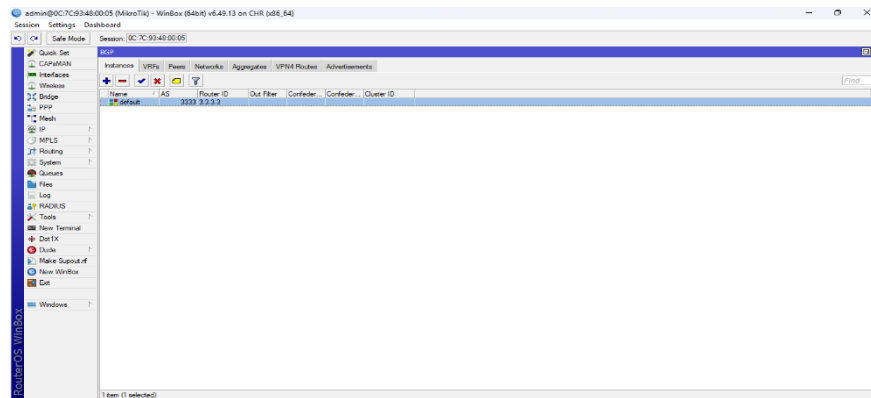 admin@0C:7C:93:48:00:05 (MikroTik) - WinBox (64bit) v6.49.13 on CHR (x86_64)
Session Settings Dashboard
Safe Mode Session: 0C:7C:93:48:00:05
Quick Set
CAPsMAN
Interfaces
Wireless
Bridge
PPP
Mesh
IP
MPLS
Routing
System
Queues
Files
Log
RADIUS
Tools
New Terminal
Dot1X
Dude
Make Supout.rif
New WinBox
Exit
Windows
RouterOS WinBox
BGP
Instances VRFs Peers Networks Aggregates VPN4 Routes Advertisements
Find
Name AS Router ID Out Filter Confeder... Confeder... Cluster ID
default 3333 3.3.3.3
1 item (1 selected)